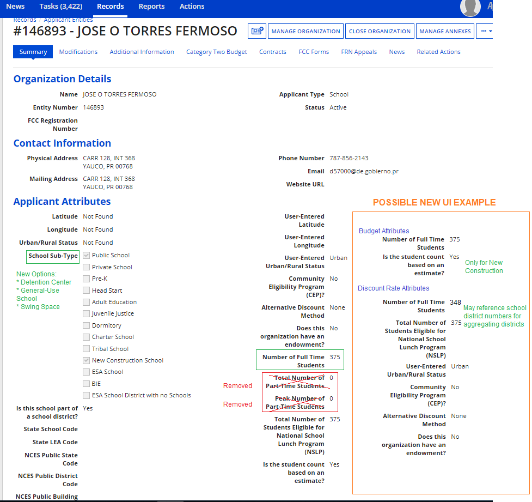 News Tasks (3,422) Records Reports Actions
Records Applicant Entities
#146893 - JOSE O TORRES FERMOSO
MANAGE ORGANIZATION CLOSE ORGANIZATION MANAGE ANNEXES
Summary Modifications Additional Information Category Two Budget Contracts FCC Forms FRN Appeals News Related Actions
Organization Details
Name JOSE O TORRES FERMOSO
Entity Number 146893
FCC Registration
Number
Applicant Type School
Status Active
Contact Information
Physical Address CARR 128, INT 368
YAUCO, PR 00768
Mailing Address CARR 128, INT 368
YAUCO, PR 00768
Phone Number 787-856-2143
Email d57000@de.gobierno.pr
Website URL
Applicant Attributes
Latitude Not Found
Longitude Not Found
Urban/Rural Status Not Found
School Sub-Type Public School
Private School
Pre-K
Head Start
Adult Education
Juvenile Justice
Dormitory
Charter School
Tribal School
New Construction School
ESA School
BIE
ESA School District with no Schools
New Options:
* Detention Center
* General-Use
School
* Swing Space
Is this school part of Yes
a school district?
State School Code
State LEA Code
NCES Public State
Code
NCES Public District
Code
NCES Public Building
User-Entered
Latitude
User-Entered
Longitude
User-Entered Urban
Urban/Rural Status
Community No
Eligibility Program
(CEP)?
Alternative Discount None
Method
Does this No
organization have an
endowment?
Number of Full Time 375
Students
Removed
Total Number of 0
Part Time Students
Removed
Peak Number of 0
Part Time Students
Total Number of 375
Students Eligible for
National School
Lunch Program
(NSLP)
Is the student count Yes
based on an
estimate?
POSSIBLE NEW UI EXAMPLE
Budget Attributes
Number of Full Time 375
Students
Is the student count Yes
based on an
estimate?
Only for New
Construction
Discount Rate Attributes
Number of Full Time 348
Students
Total Number of 375
Students Eligible for
National School
Lunch Program
(NSLP)
May reference school
district numbers for
aggregating districts
User-Entered Urban
Urban/Rural Status
Community No
Eligibility Program
(CEP)?
Alternative Discount None
Method
Does this No
organization have an
endowment?